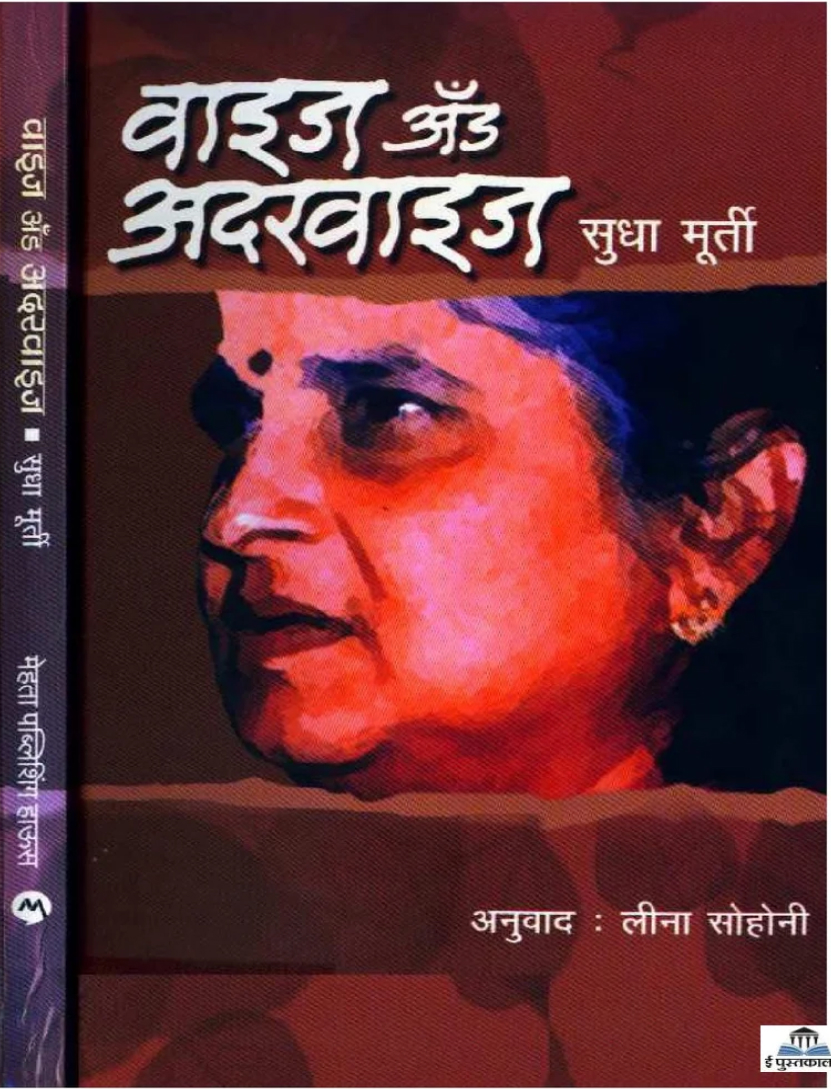 वाइज अँड
अदरवाइज सुधा मूर्ती
अनुवाद : लीना सोहोनी
वाइज अँड अदरवाइज ▪ सुधा मूर्ती मेहता पब्लिशिंग हाऊस
ई पुस्तकालय